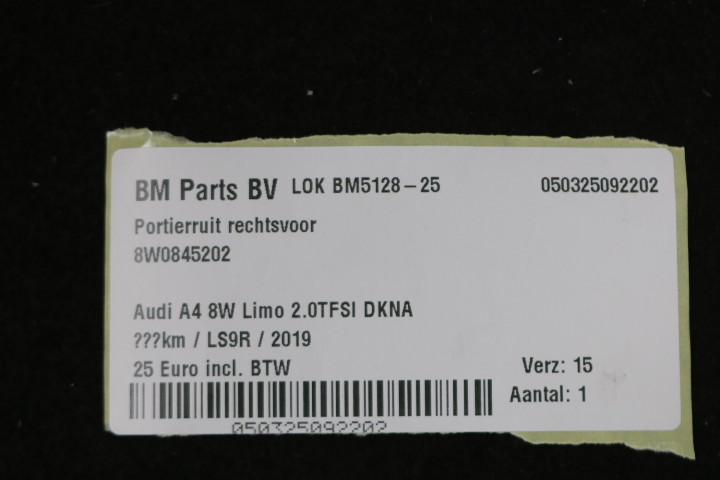 BM Parts BV LOK BM5128-25 050325092202
Portierruit rechtsvoor
8W0845202
Audi A4 8W Limo 2.0TFSI DKNA
???km / LS9R / 2019
25 Euro incl. BTW Verz: 15
Aantal: 1
050325092202